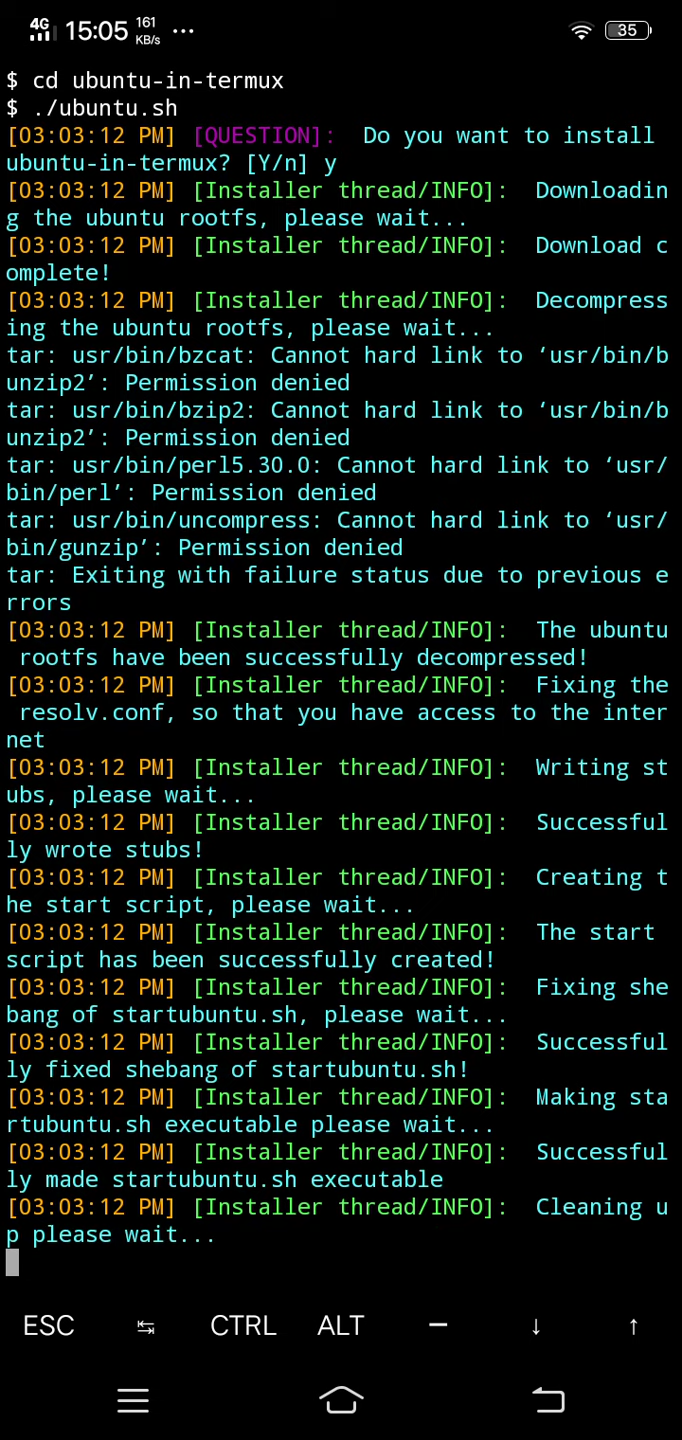 4G 15:05 161 KB/s ··· 35
$ cd ubuntu-in-termux
$ ./ubuntu.sh
[03:03:12 PM] [QUESTION]:  Do you want to install
ubuntu-in-termux? [Y/n] y
[03:03:12 PM] [Installer thread/INFO]:  Downloadin
g the ubuntu rootfs, please wait...
[03:03:12 PM] [Installer thread/INFO]:  Download c
omplete!
[03:03:12 PM] [Installer thread/INFO]:  Decompress
ing the ubuntu rootfs, please wait...
tar: usr/bin/bzcat: Cannot hard link to ‘usr/bin/b
unzip2’: Permission denied
tar: usr/bin/bzip2: Cannot hard link to ‘usr/bin/b
unzip2’: Permission denied
tar: usr/bin/perl5.30.0: Cannot hard link to ‘usr/
bin/perl’: Permission denied
tar: usr/bin/uncompress: Cannot hard link to ‘usr/
bin/gunzip’: Permission denied
tar: Exiting with failure status due to previous e
rrors
[03:03:12 PM] [Installer thread/INFO]:  The ubuntu
 rootfs have been successfully decompressed!
[03:03:12 PM] [Installer thread/INFO]:  Fixing the
 resolv.conf, so that you have access to the inter
net
[03:03:12 PM] [Installer thread/INFO]:  Writing st
ubs, please wait...
[03:03:12 PM] [Installer thread/INFO]:  Successful
ly wrote stubs!
[03:03:12 PM] [Installer thread/INFO]:  Creating t
he start script, please wait...
[03:03:12 PM] [Installer thread/INFO]:  The start
script has been successfully created!
[03:03:12 PM] [Installer thread/INFO]:  Fixing she
bang of startubuntu.sh, please wait...
[03:03:12 PM] [Installer thread/INFO]:  Successful
ly fixed shebang of startubuntu.sh!
[03:03:12 PM] [Installer thread/INFO]:  Making sta
rtubuntu.sh executable please wait...
[03:03:12 PM] [Installer thread/INFO]:  Successful
ly made startubuntu.sh executable
[03:03:12 PM] [Installer thread/INFO]:  Cleaning u
p please wait...
ESC ↹ CTRL ALT — ↓ ↑